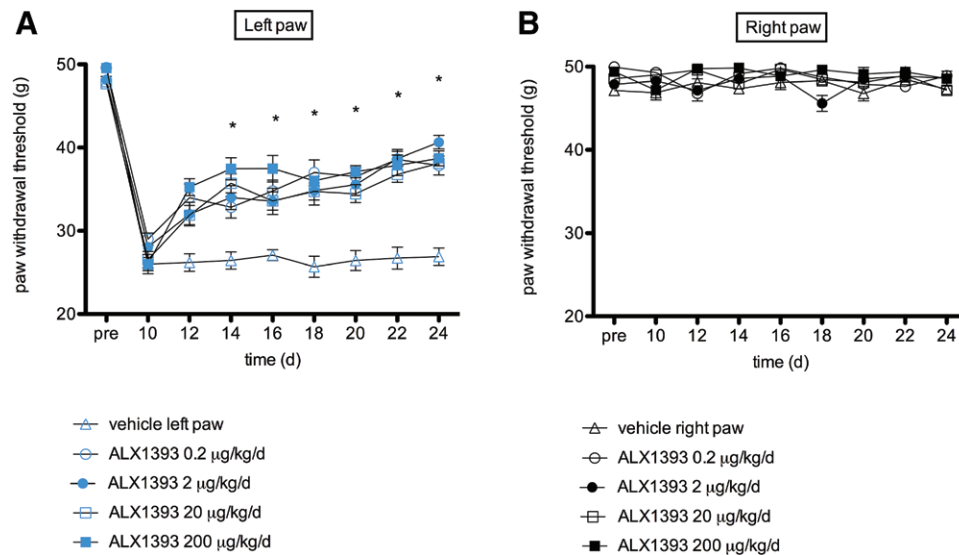 A
Left paw
paw withdrawal threshold (g)
50
40
30
20
* * * * * *
pre 10 12 14 16 18 20 22 24
time (d)
vehicle left paw
ALX1393 0.2 μg/kg/d
ALX1393 2 μg/kg/d
ALX1393 20 μg/kg/d
ALX1393 200 μg/kg/d
B
Right paw
paw withdrawal threshold (g)
50
40
30
20
pre 10 12 14 16 18 20 22 24
time (d)
vehicle right paw
ALX1393 0.2 μg/kg/d
ALX1393 2 μg/kg/d
ALX1393 20 μg/kg/d
ALX1393 200 μg/kg/d